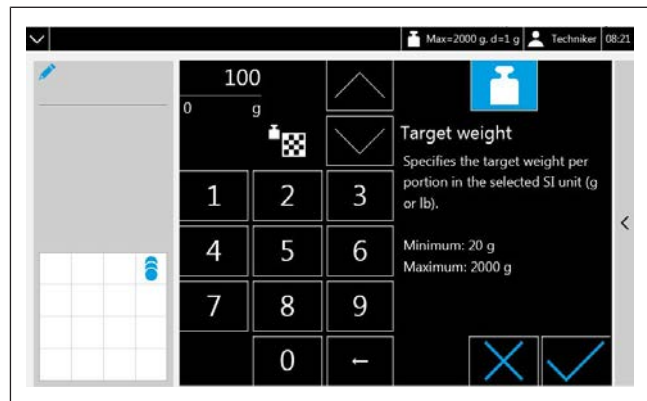 Max=2000 g. d=1 g Techniker 08:21
100
0 g
Target weight
Specifies the target weight per
portion in the selected SI unit (g
or lb).
Minimum: 20 g
Maximum: 2000 g
1 2 3
4 5 6
7 8 9
0 ←